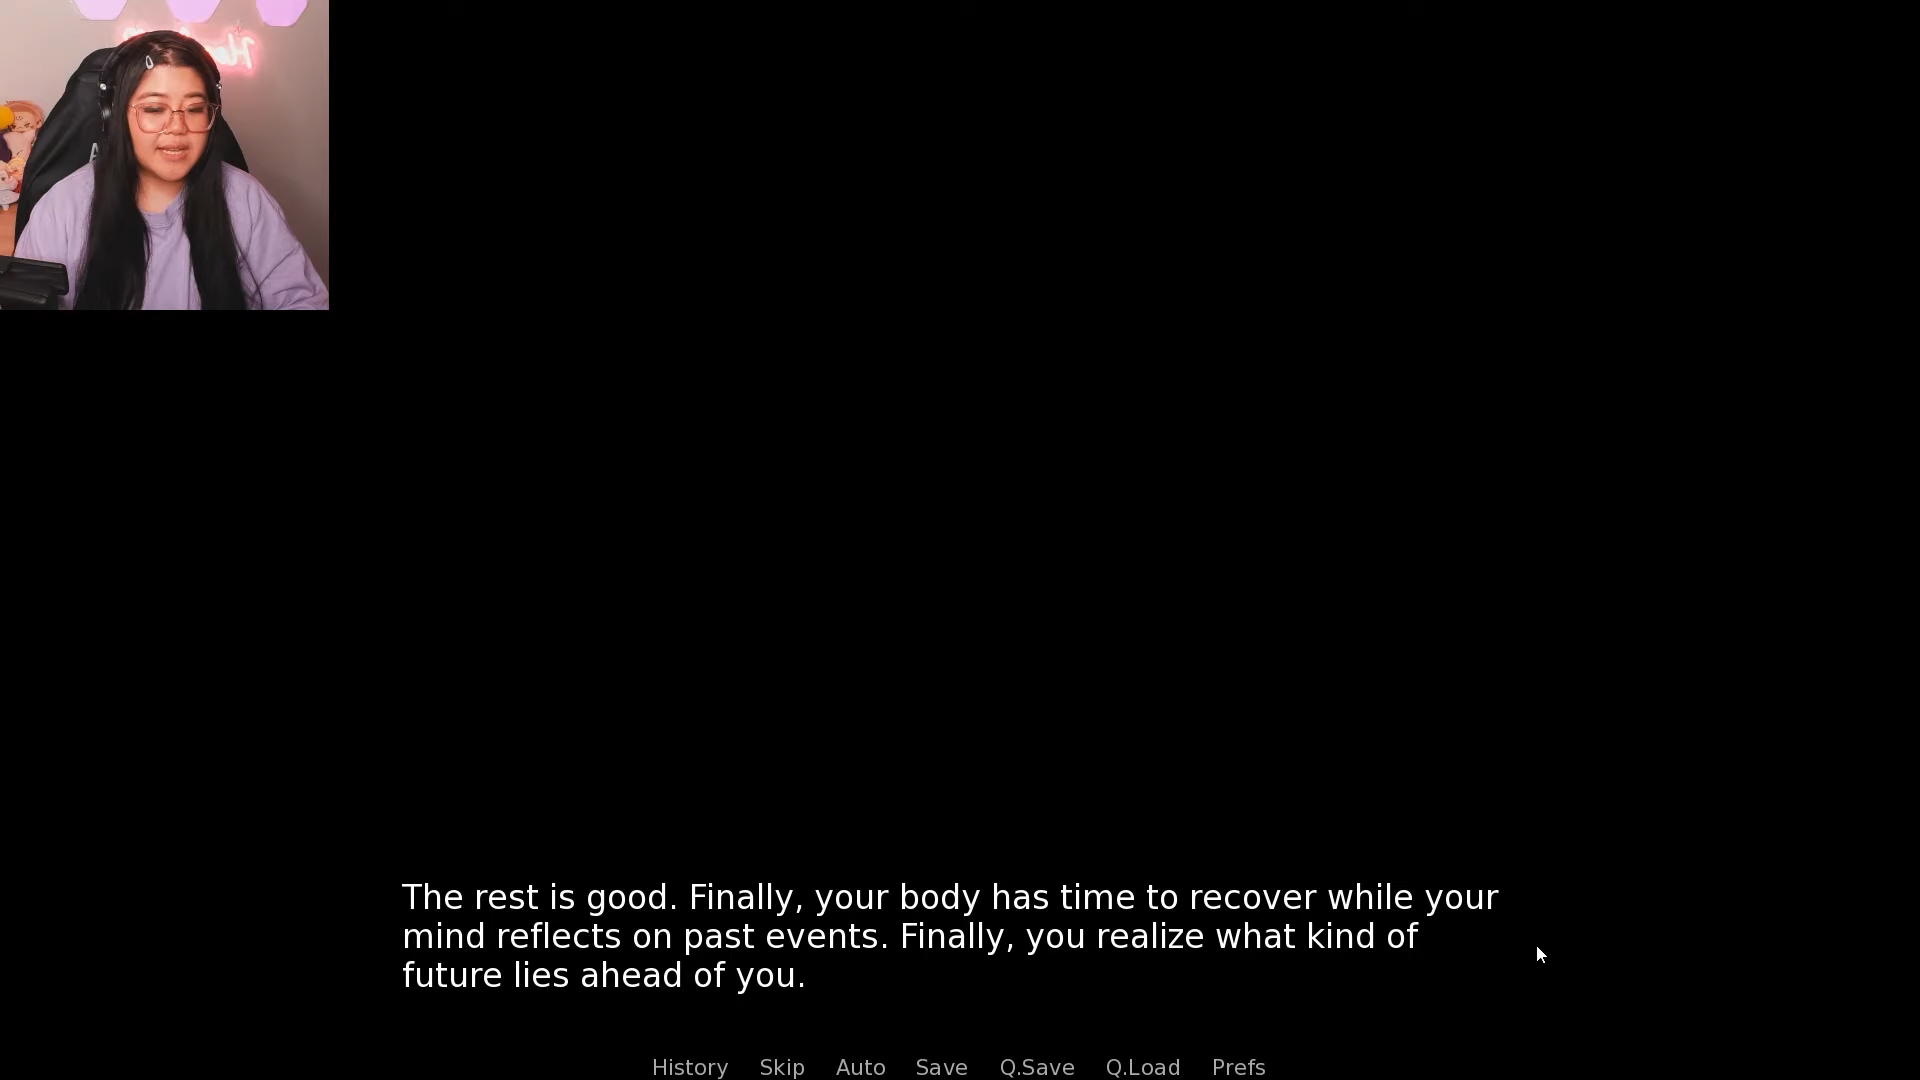 The rest is good. Finally, your body has time to recover while your
mind reflects on past events. Finally, you realize what kind of
future lies ahead of you.
History Skip Auto Save Q.Save Q.Load Prefs